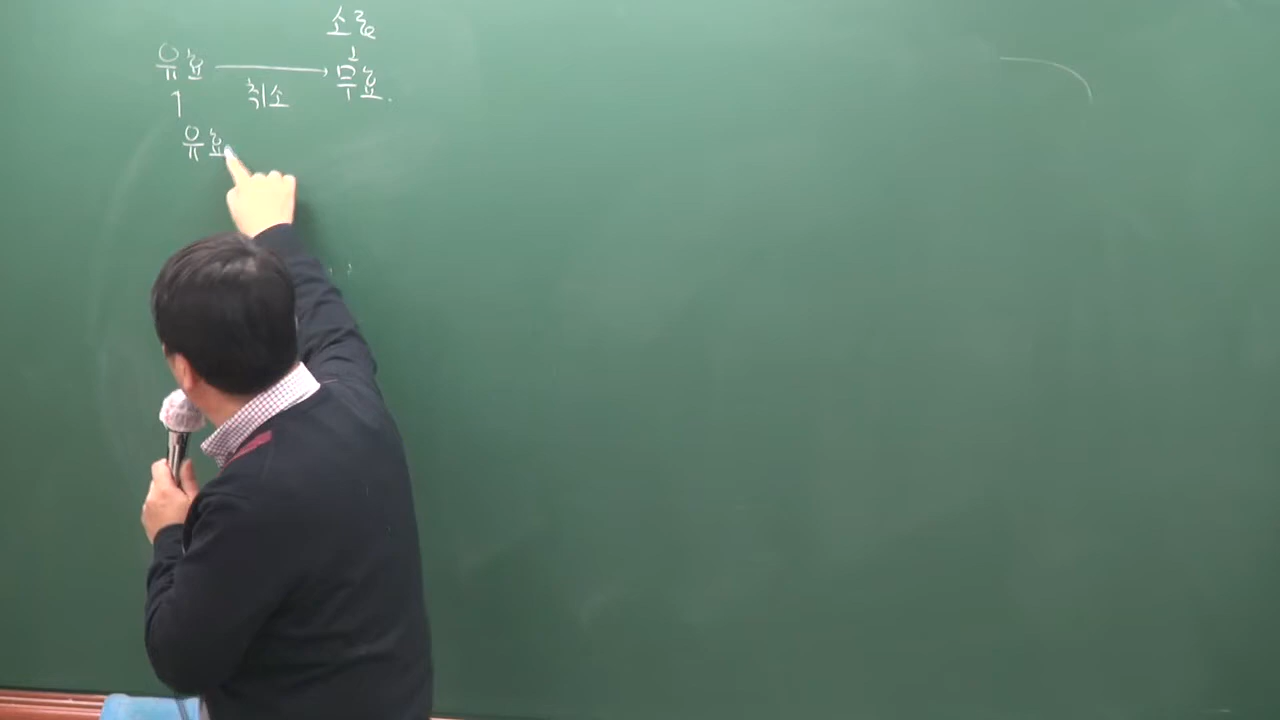 소급
↓
유효 → 무효.
↑ 취소
유효